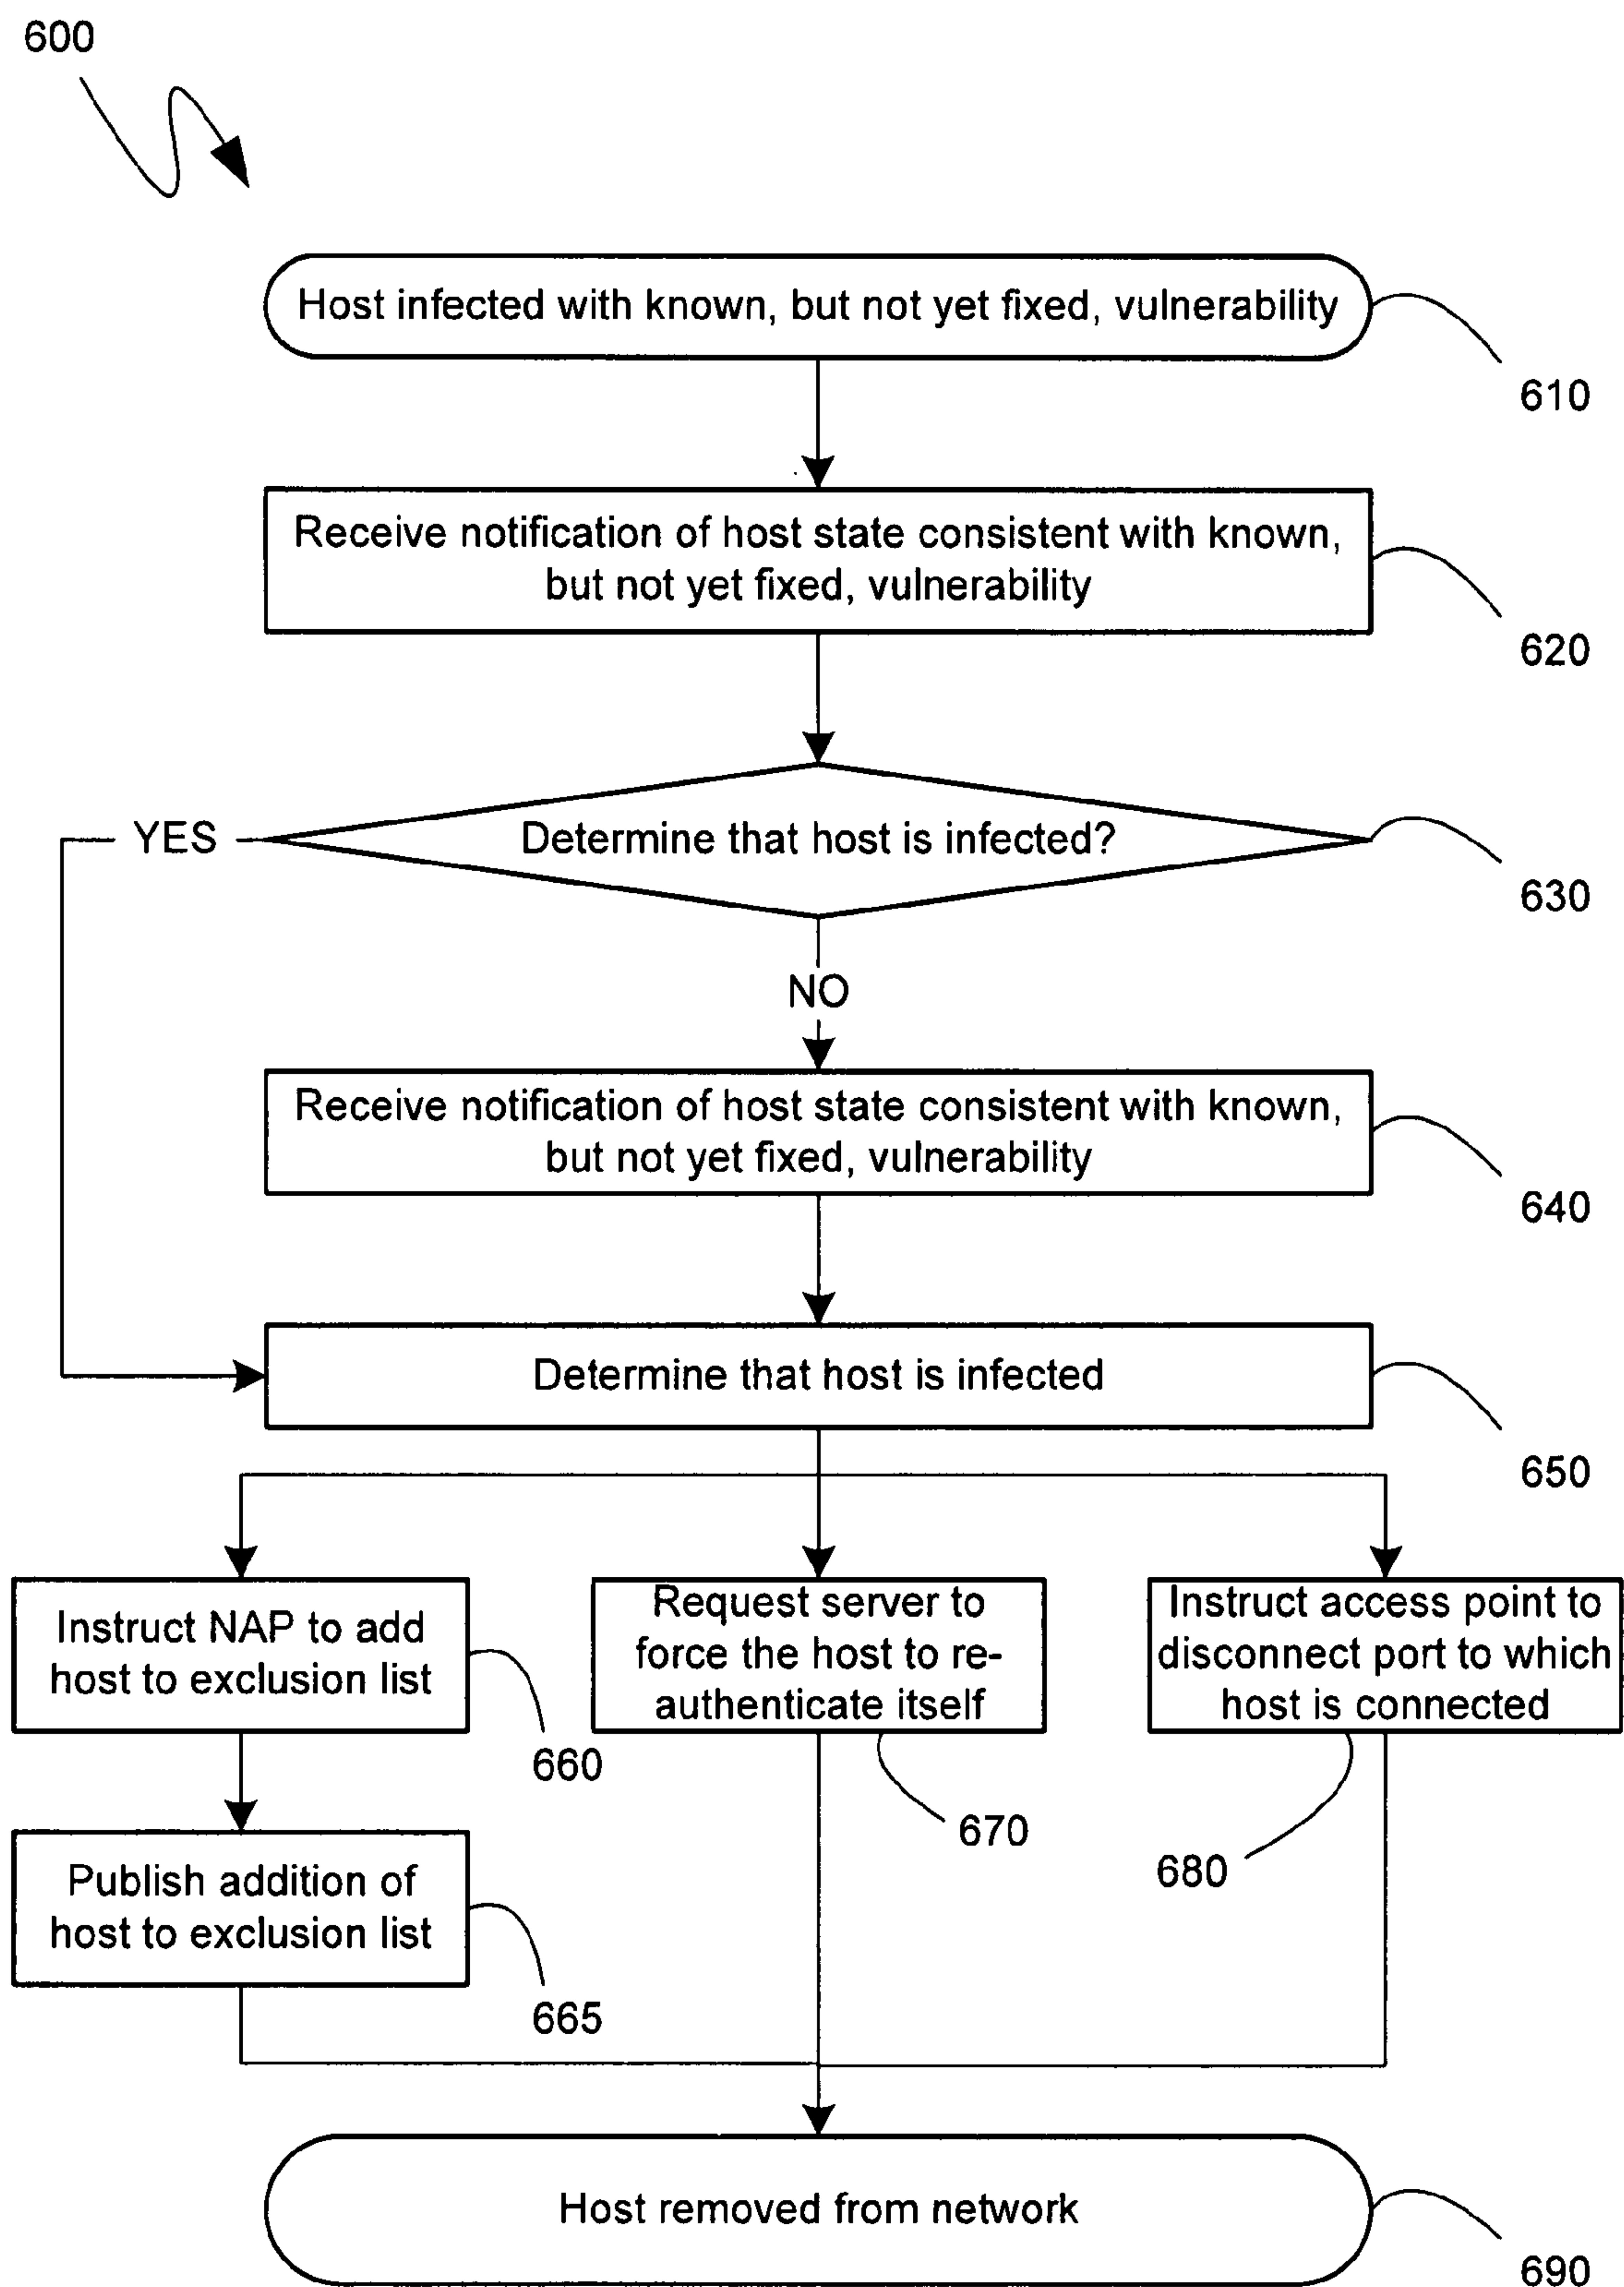 600
Host infected with known, but not yet fixed, vulnerability
610
Receive notification of host state consistent with known,
but not yet fixed, vulnerability
620
YES
Determine that host is infected?
630
NO
Receive notification of host state consistent with known,
but not yet fixed, vulnerability
640
Determine that host is infected
650
Instruct NAP to add
host to exclusion list
660
Request server to
force the host to re-
authenticate itself
670
Instruct access point to
disconnect port to which
host is connected
680
Publish addition of
host to exclusion list
665
Host removed from network
690